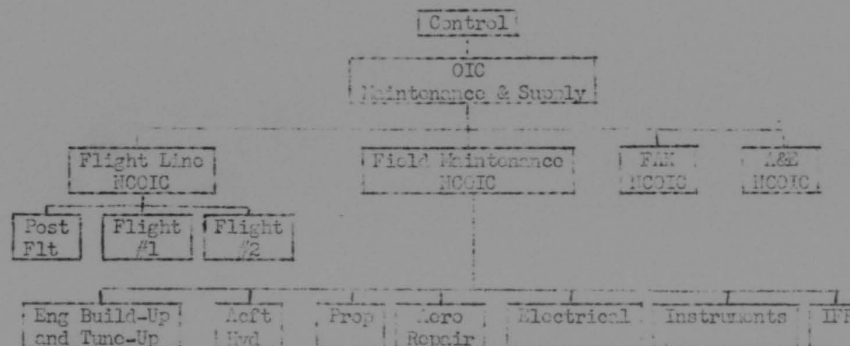 Control
OIC
Maintenance & Supply
Flight Line
NCOIC
Field Maintenance
NCOIC
FAK
NCOIC
A&E
NCOIC
Post
Flt
Flight
#1
Flight
#2
Eng Build-Up
and Tune-Up
Acft
Hyd
Prop
Aero
Repair
Electrical
Instruments